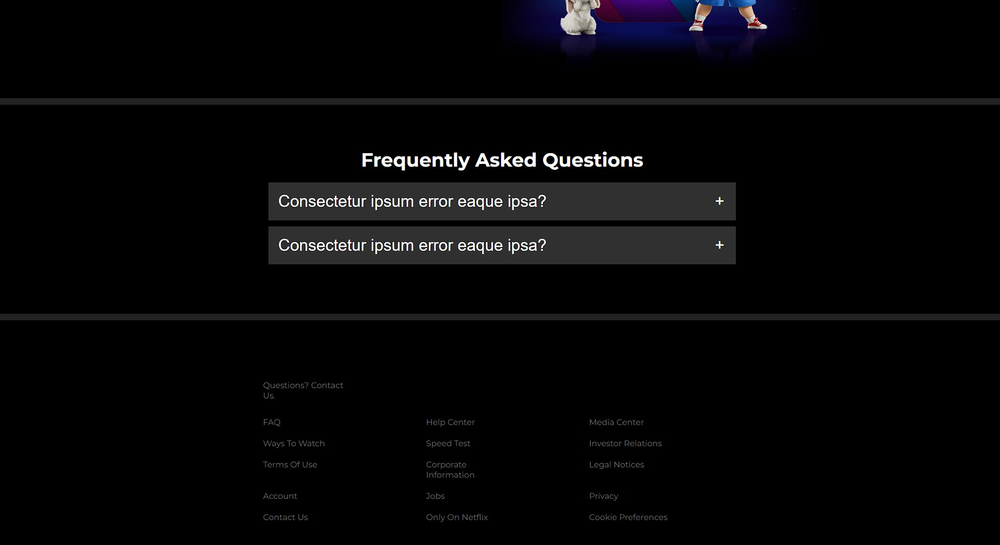 Frequently Asked Questions
Consectetur ipsum error eaque ipsa? +
Consectetur ipsum error eaque ipsa? +
Questions? Contact
Us.
FAQ Help Center Media Center
Ways To Watch Speed Test Investor Relations
Terms Of Use Corporate Legal Notices
Information
Account Jobs Privacy
Contact Us Only On Netflix Cookie Preferences